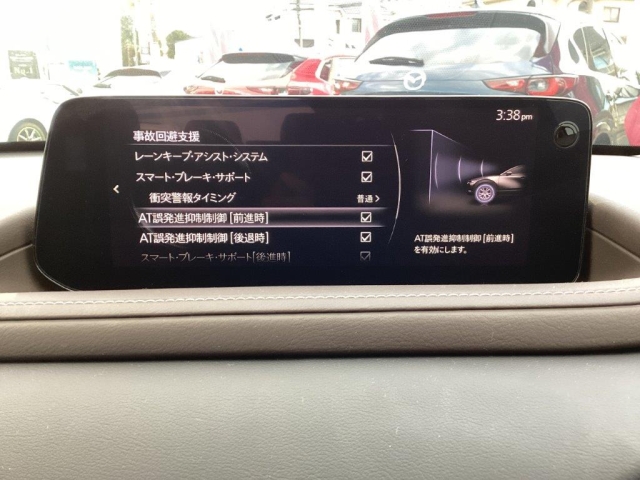 3:38pm
事故回避支援
レーンキープ・アシスト・システム
スマート・ブレーキ・サポート
衝突警報タイミング 普通
AT誤発進抑制制御 [前進時]
AT誤発進抑制制御 [後退時]
スマート・ブレーキ・サポート[後進時]
AT誤発進抑制制御 [前進時]
を有効にします。